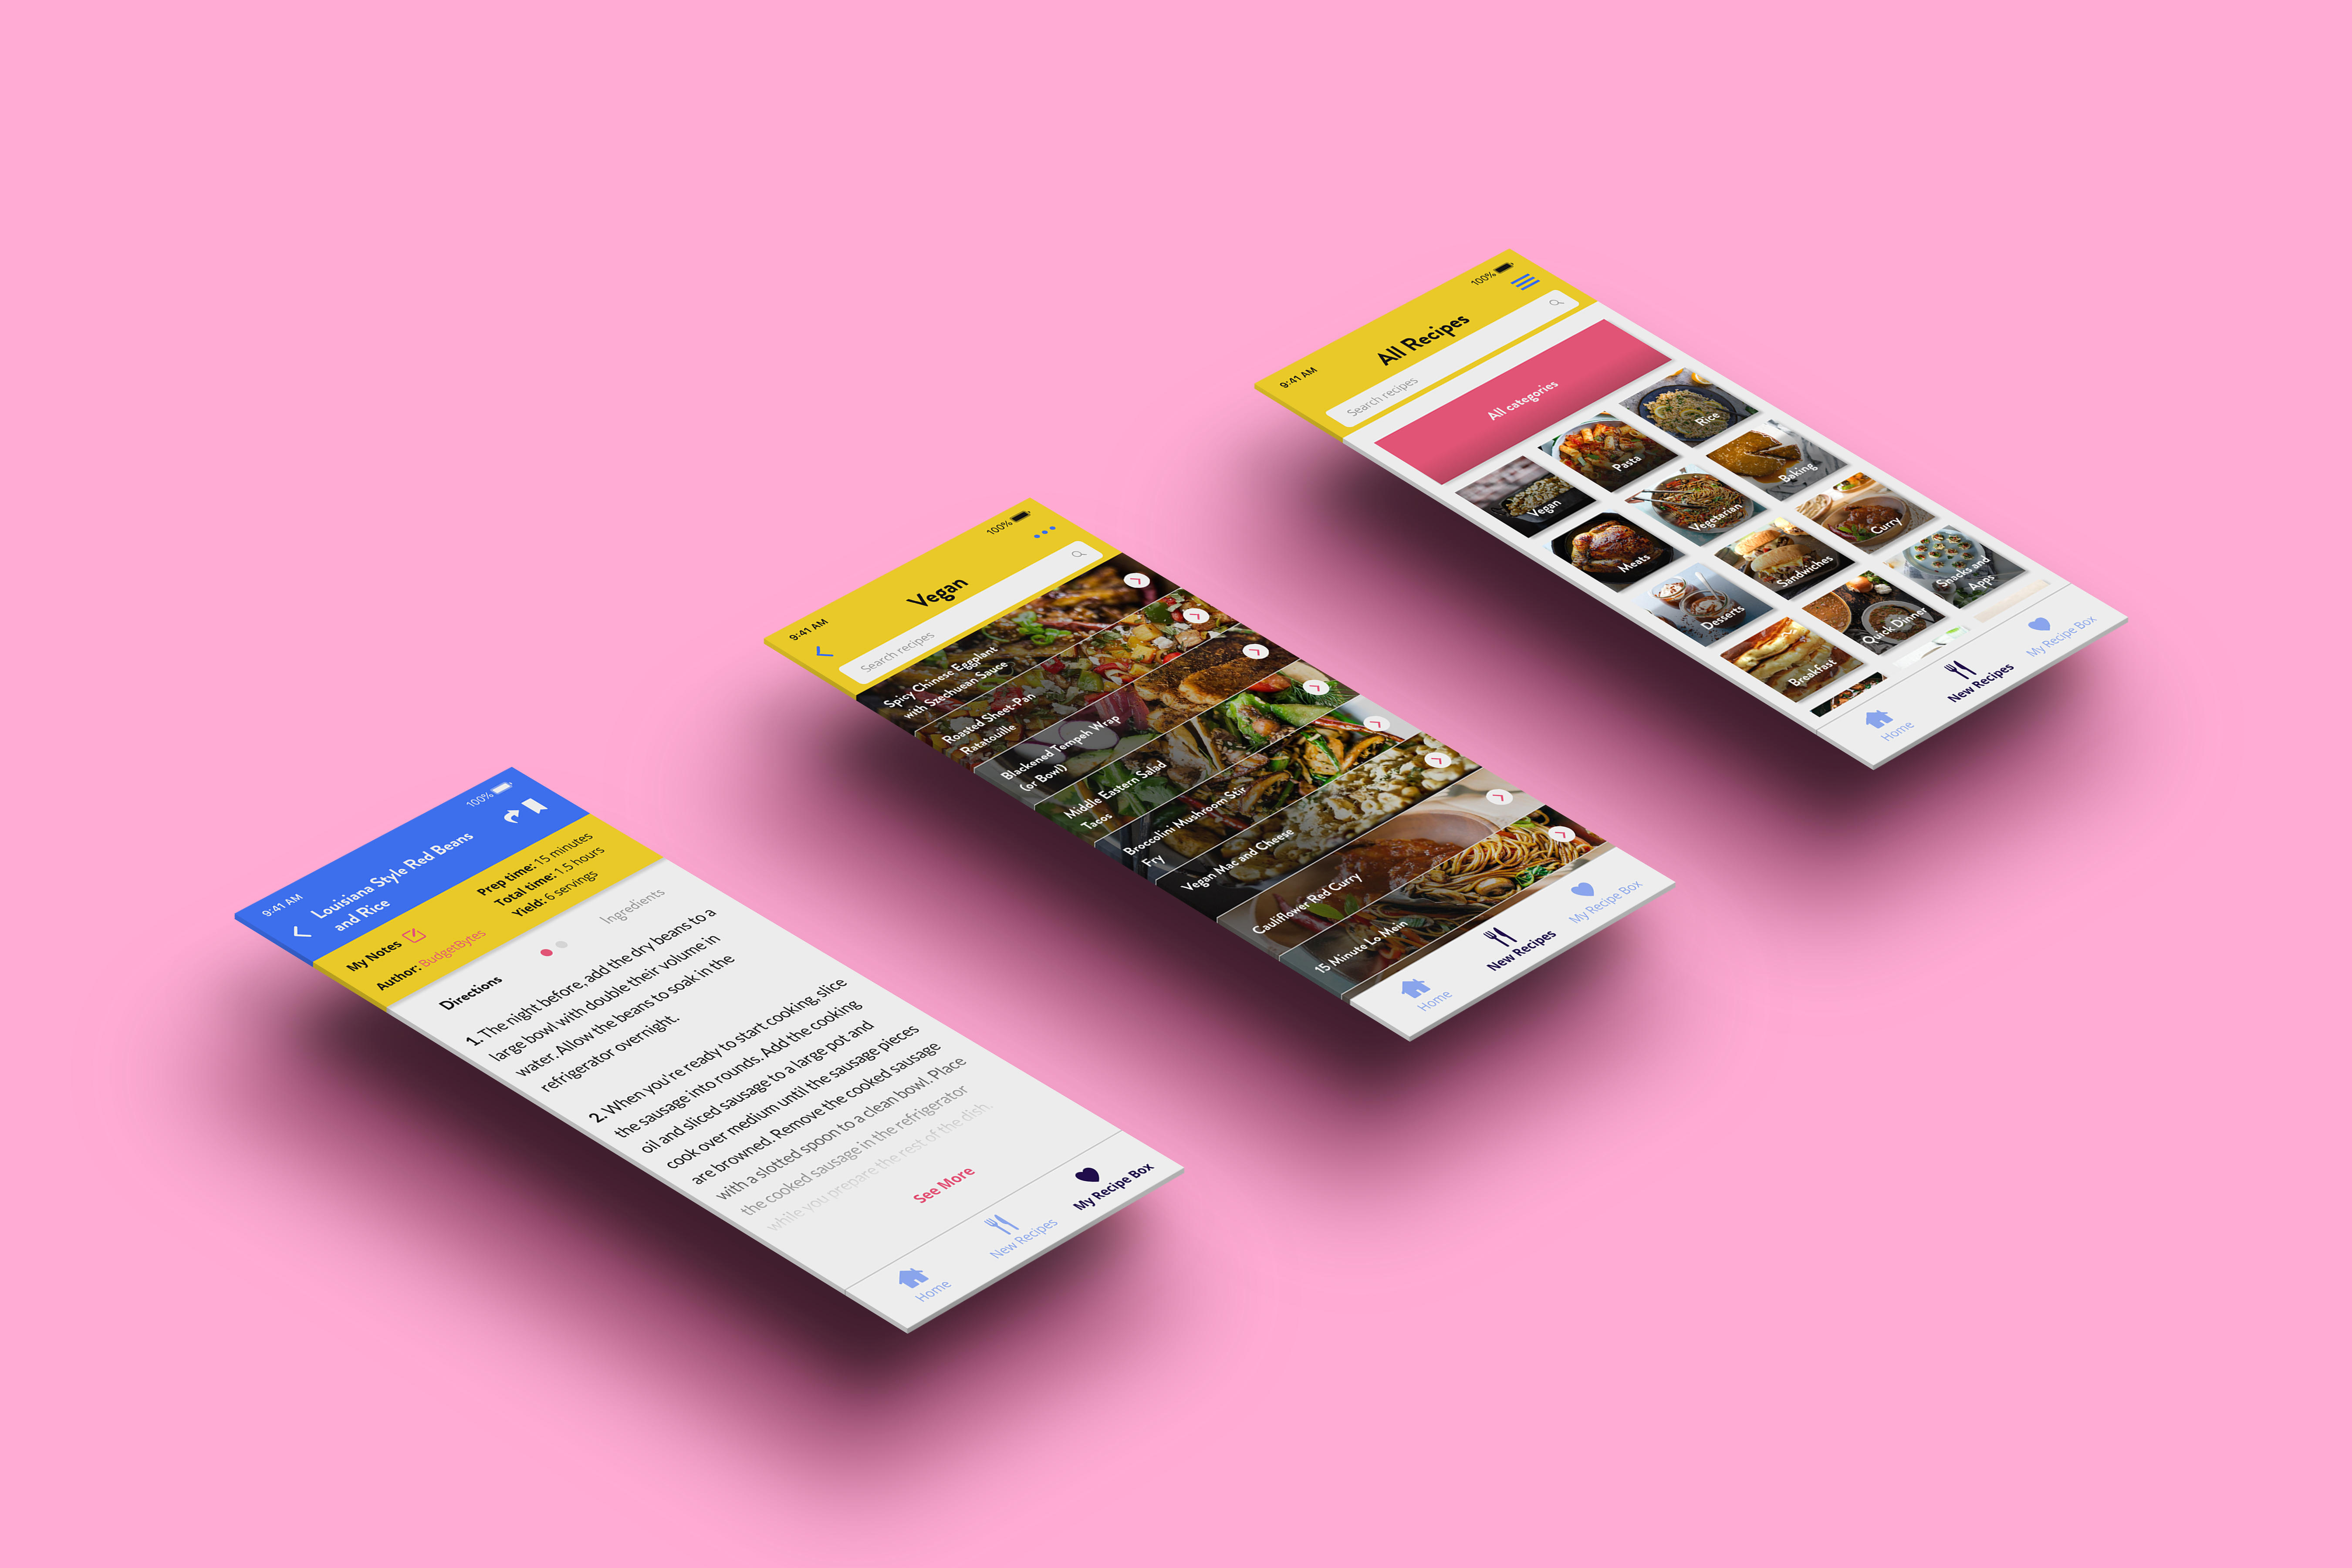 9:41 AM
100%
Louisiana Style Red Beans
and Rice
My Notes
Author: BudgetBytes
Prep time: 15 minutes
Total time: 1.5 hours
Yield: 6 servings
Directions
Ingredients
1. The night before, add the dry beans to a
large bowl with double their volume in
water. Allow the beans to soak in the
refrigerator overnight.
2. When you're ready to start cooking, slice
the sausage into rounds. Add the cooking
oil and sliced sausage to a large pot and
cook over medium until the sausage pieces
are browned. Remove the cooked sausage
with a slotted spoon to a clean bowl. Place
the cooked sausage in the refrigerator
while you prepare the rest of the dish.
See More
Home
New Recipes
My Recipe Box
9:41 AM
100%
Vegan
Search recipes
Spicy Chinese Eggplant
with Szechuan Sauce
Roasted Sheet-Pan
Ratatouille
Blackened Tempeh Wrap
(or Bowl)
Middle Eastern Salad
Tacos
Broccolini Mushroom Stir
Fry
Vegan Mac and Cheese
Cauliflower Red Curry
15 Minute Lo Mein
Home
New Recipes
My Recipe Box
9:41 AM
100%
All Recipes
Search recipes
All categories
Vegan
Pasta
Rice
Meats
Vegetarian
Baking
Desserts
Sandwiches
Curry
Breakfast
Quick Dinner
Snacks and
Apps
Home
New Recipes
My Recipe Box